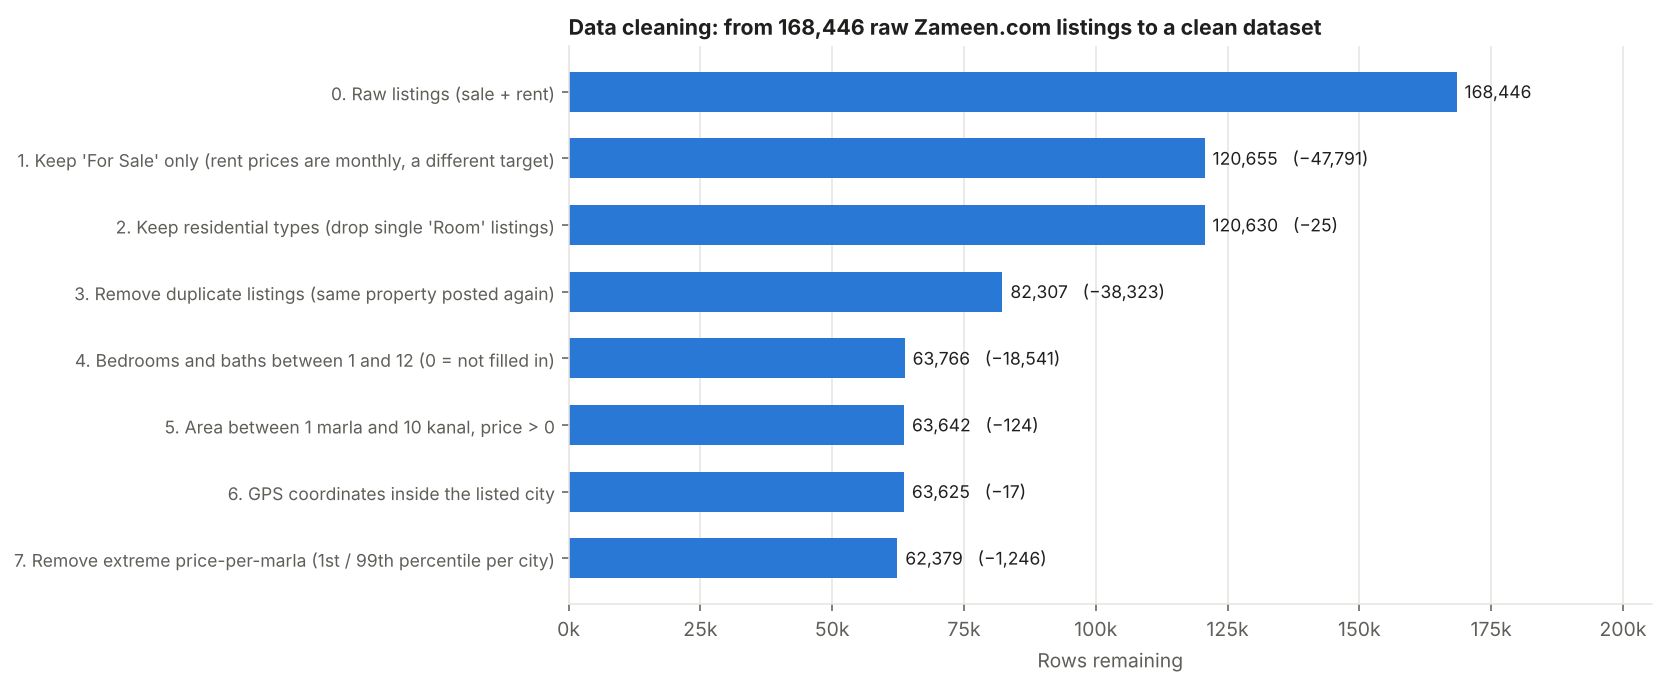 Data cleaning: from 168,446 raw Zameen.com listings to a clean dataset
0. Raw listings (sale + rent) 168,446
1. Keep 'For Sale' only (rent prices are monthly, a different target) 120,655 (−47,791)
2. Keep residential types (drop single 'Room' listings) 120,630 (−25)
3. Remove duplicate listings (same property posted again) 82,307 (−38,323)
4. Bedrooms and baths between 1 and 12 (0 = not filled in) 63,766 (−18,541)
5. Area between 1 marla and 10 kanal, price > 0 63,642 (−124)
6. GPS coordinates inside the listed city 63,625 (−17)
7. Remove extreme price-per-marla (1st / 99th percentile per city) 62,379 (−1,246)
0k 25k 50k 75k 100k 125k 150k 175k 200k
Rows remaining